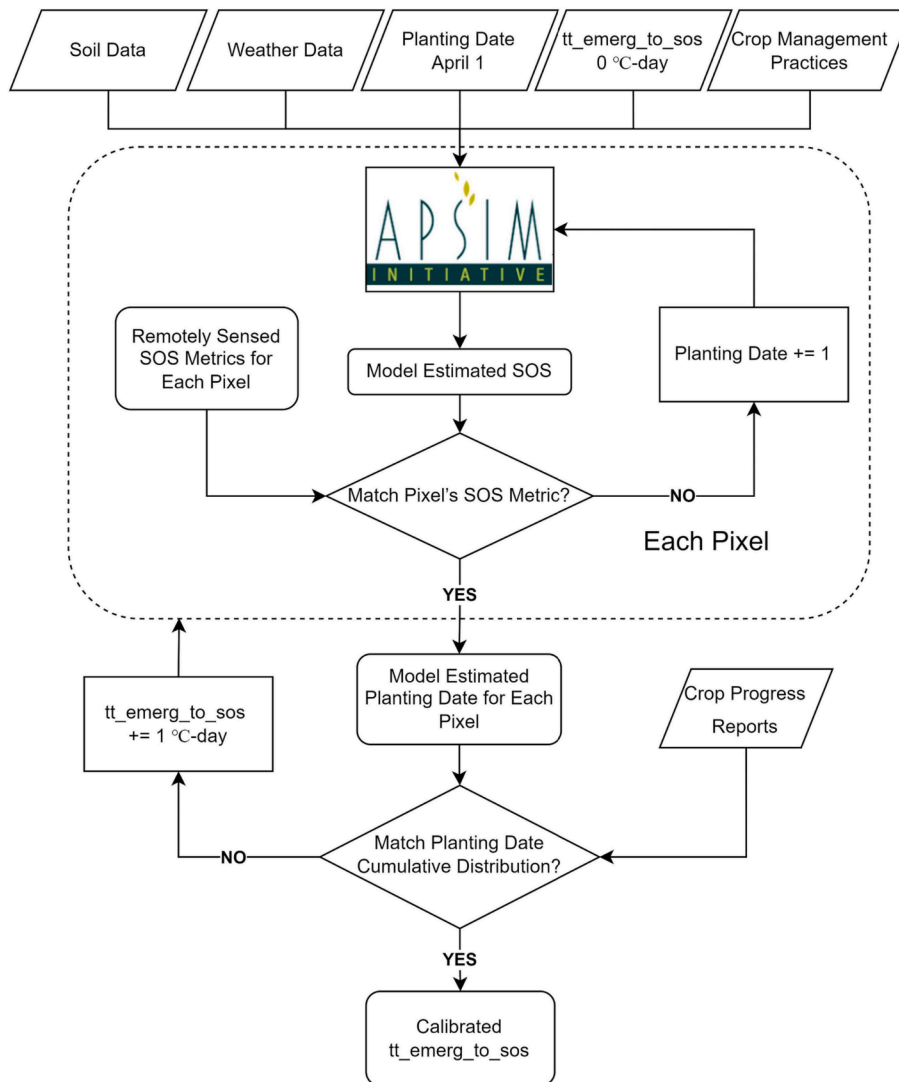 Soil Data
Weather Data
Planting Date
April 1
tt_emerg_to_sos
0 °C-day
Crop Management
Practices
APSIM
INITIATIVE
Remotely Sensed
SOS Metrics for
Each Pixel
Model Estimated SOS
Planting Date += 1
Match Pixel's SOS Metric?
NO
Each Pixel
YES
Model Estimated
Planting Date for Each
Pixel
tt_emerg_to_sos
+= 1 °C-day
Crop Progress
Reports
Match Planting Date
Cumulative Distribution?
NO
YES
Calibrated
tt_emerg_to_sos